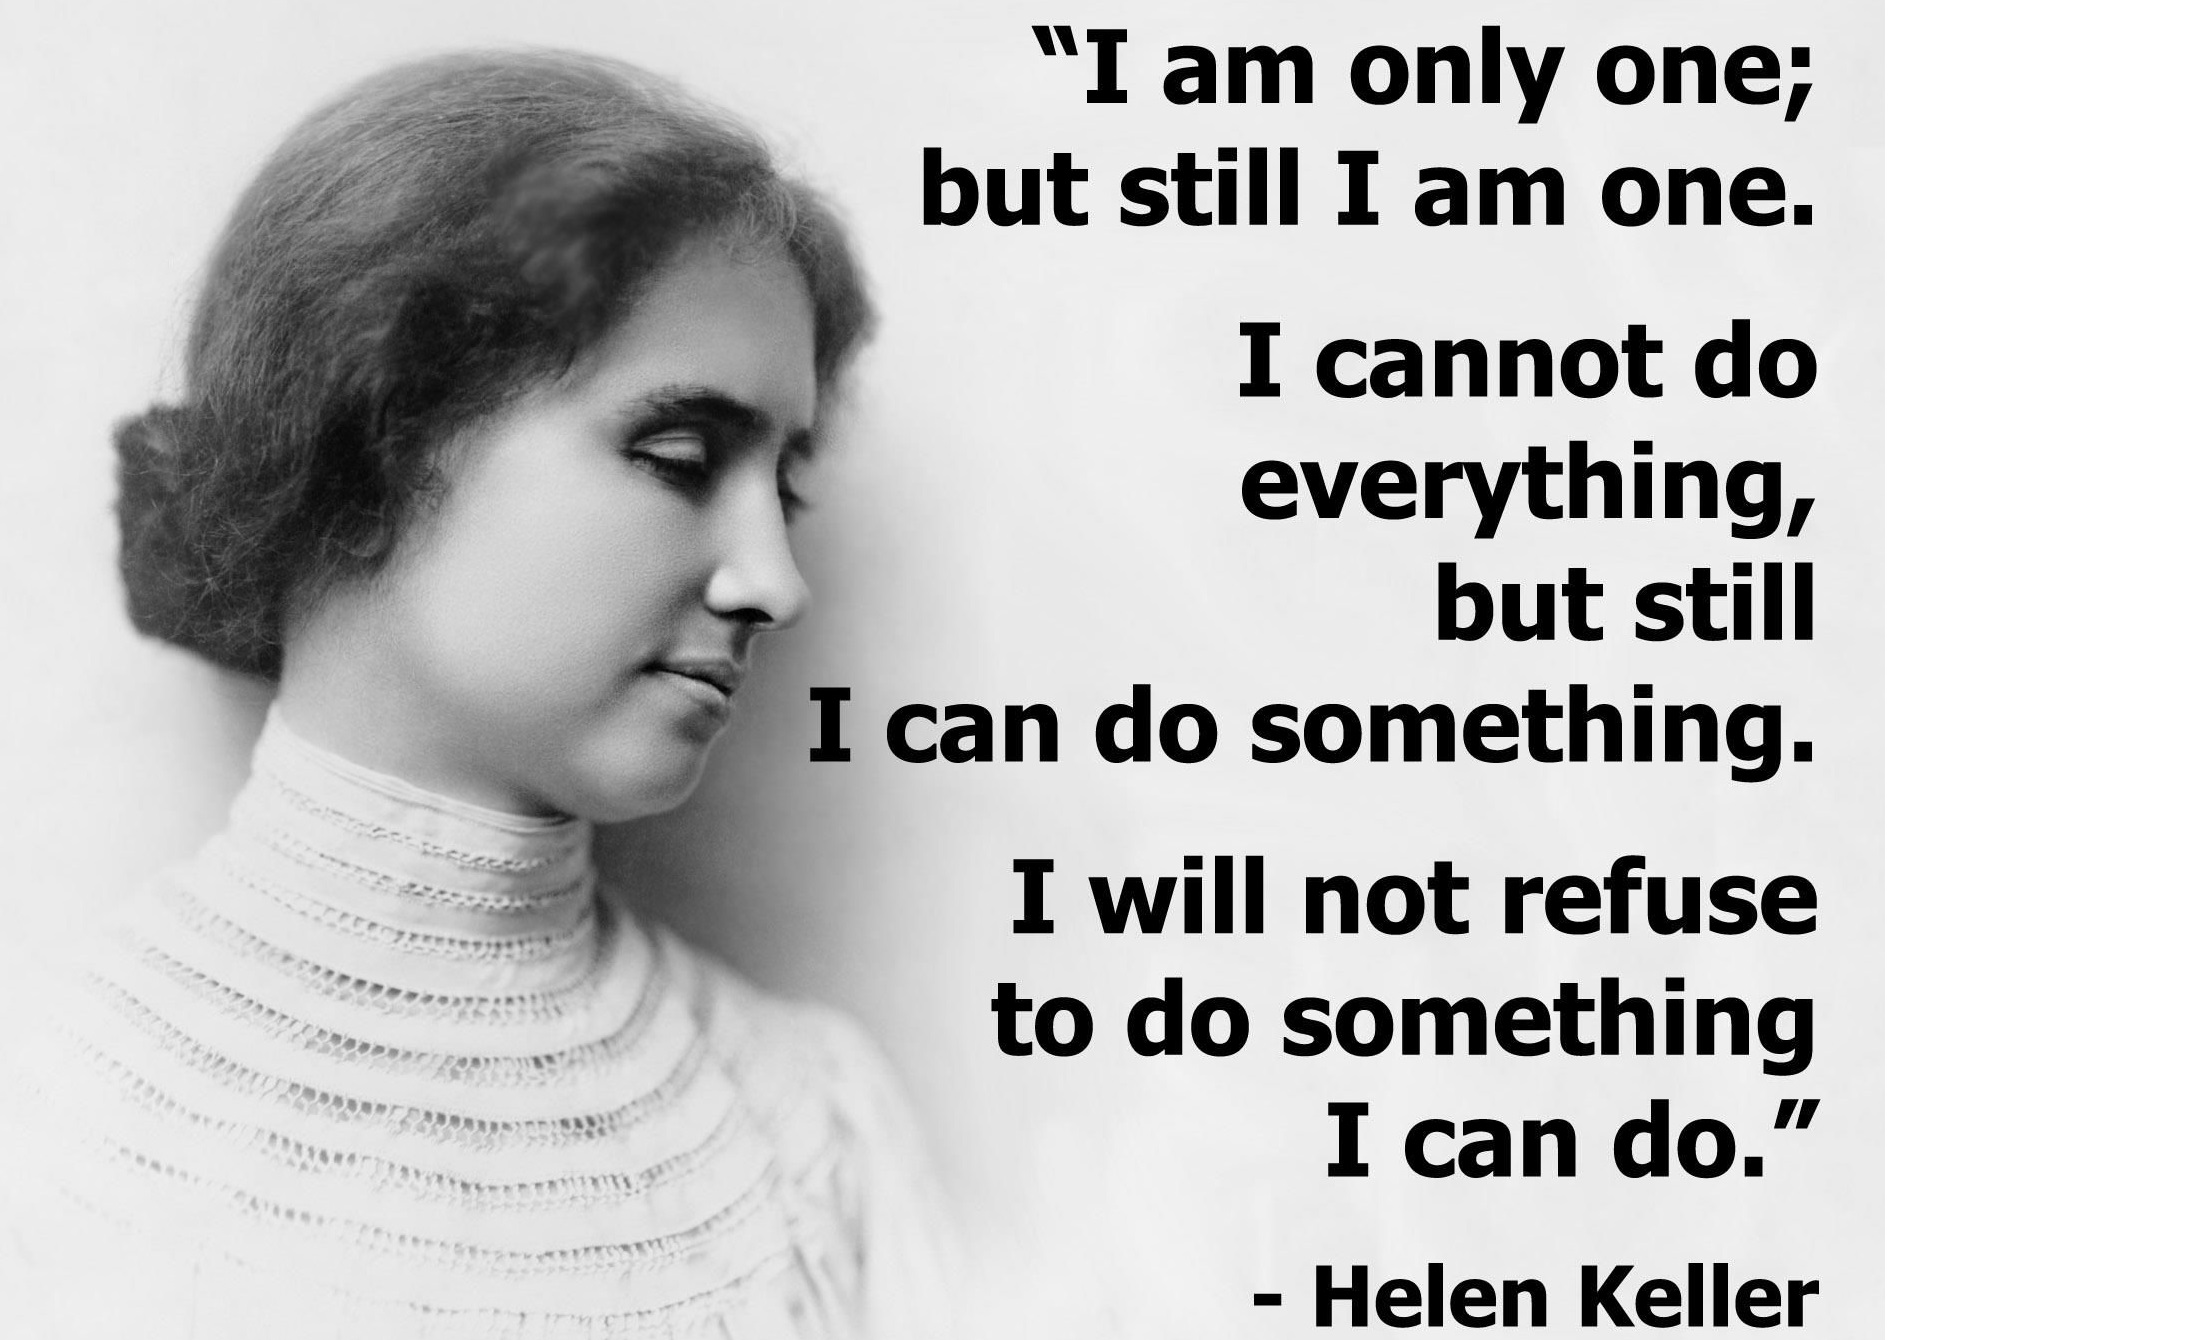 “I am only one;
but still I am one.
I cannot do
everything,
but still
I can do something.
I will not refuse
to do something
I can do.”
- Helen Keller